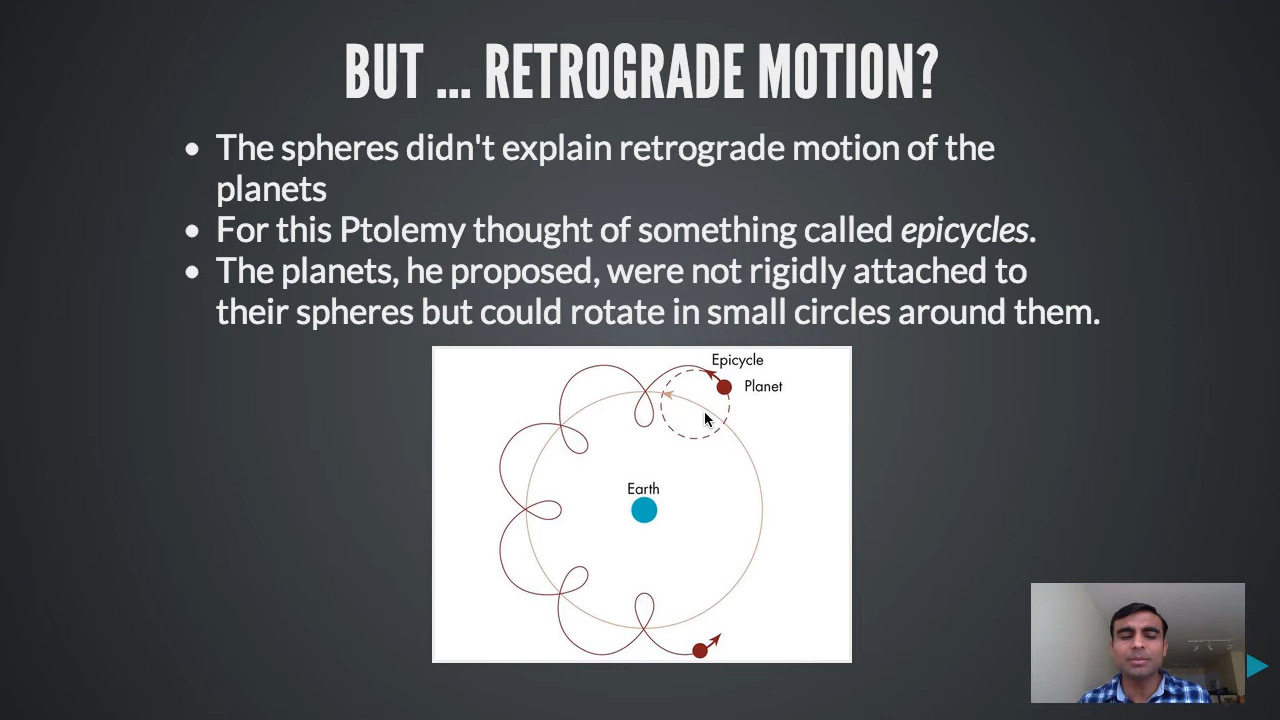 BUT ... RETROGRADE MOTION?
• The spheres didn't explain retrograde motion of the
planets
• For this Ptolemy thought of something called epicycles.
• The planets, he proposed, were not rigidly attached to
their spheres but could rotate in small circles around them.
Epicycle
Planet
Earth